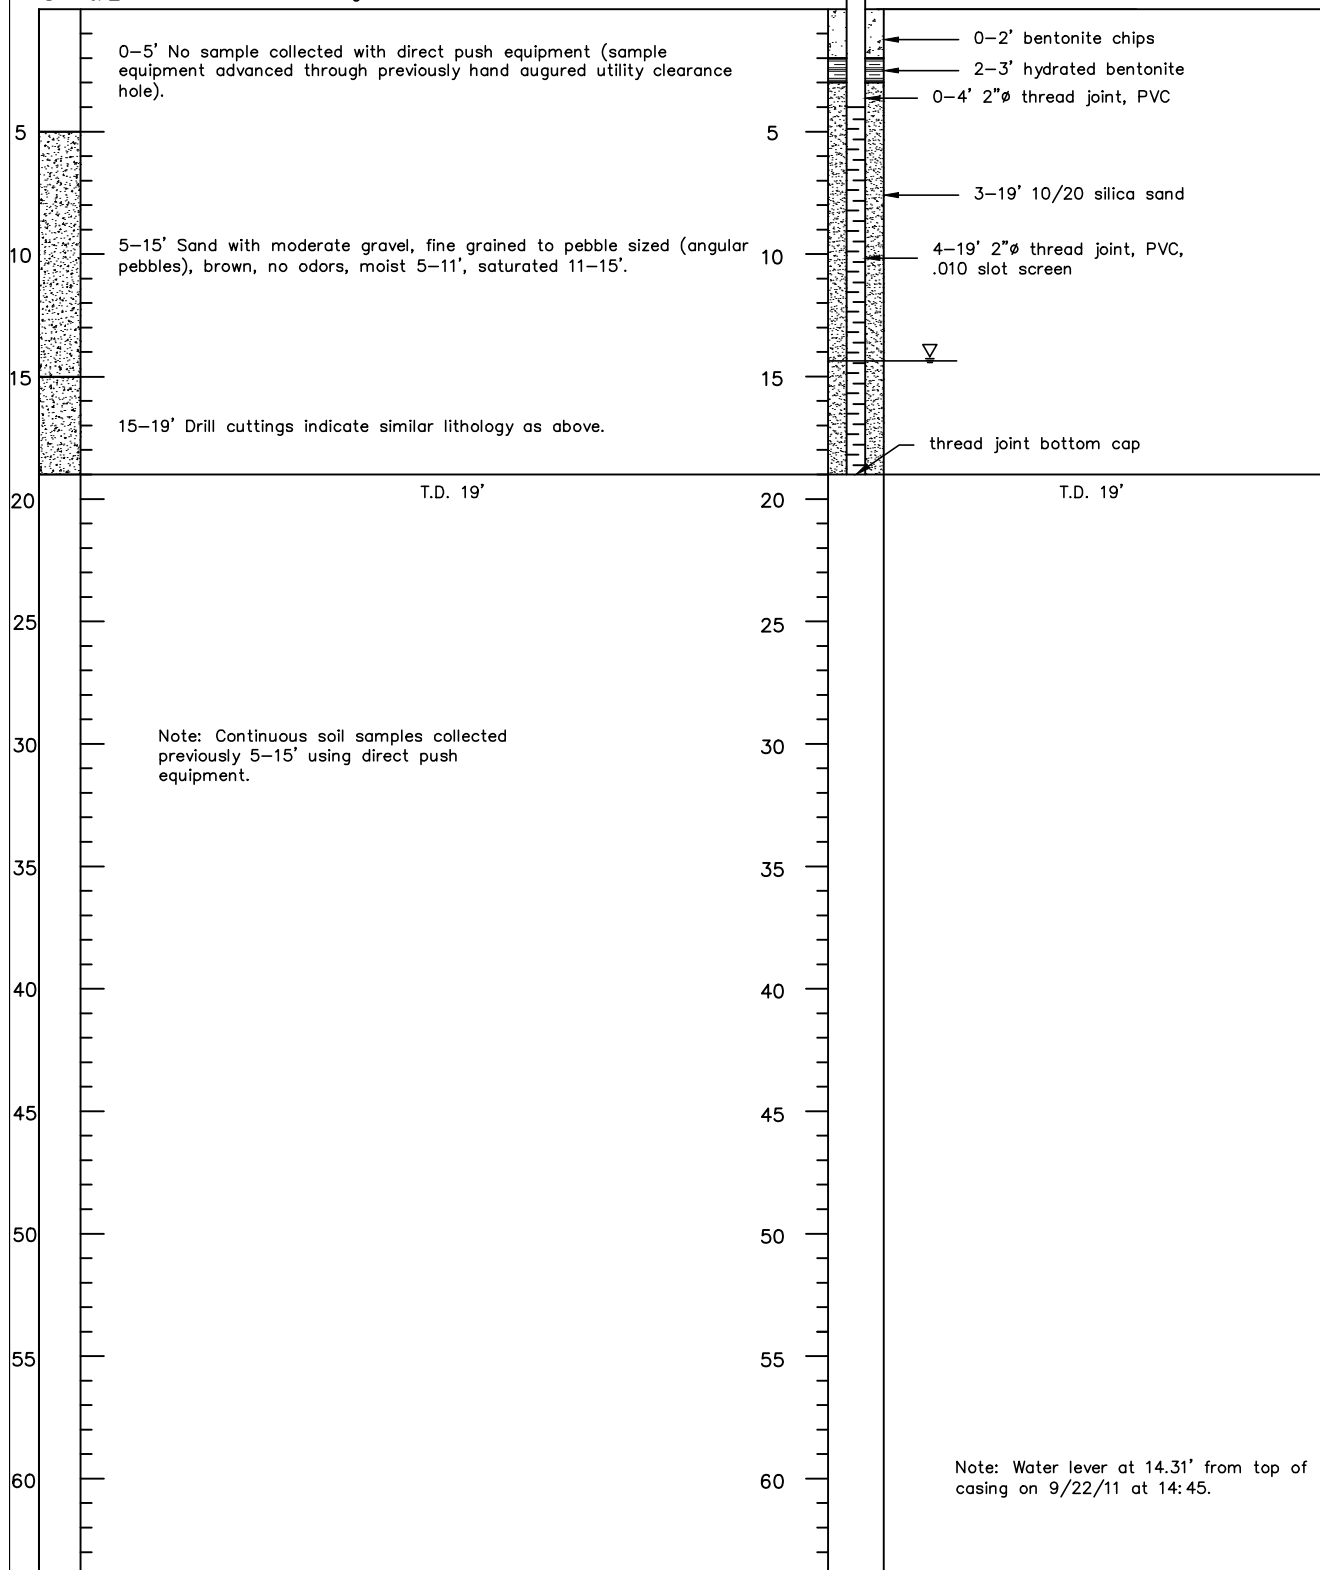 0-5' No sample collected with direct push equipment (sample
equipment advanced through previously hand augured utility clearance
hole).
5
5-15' Sand with moderate gravel, fine grained to pebble sized (angular
pebbles), brown, no odors, moist 5-11', saturated 11-15'.
10
15
15-19' Drill cuttings indicate similar lithology as above.
T.D. 19'
20
25
Note: Continuous soil samples collected
previously 5-15' using direct push
equipment.
30
35
40
45
50
55
60
0-2' bentonite chips
2-3' hydrated bentonite
0-4' 2"ø thread joint, PVC
5
3-19' 10/20 silica sand
4-19' 2"ø thread joint, PVC,
.010 slot screen
10
15
thread joint bottom cap
T.D. 19'
20
25
30
35
40
45
50
55
60
Note: Water lever at 14.31' from top of
casing on 9/22/11 at 14:45.